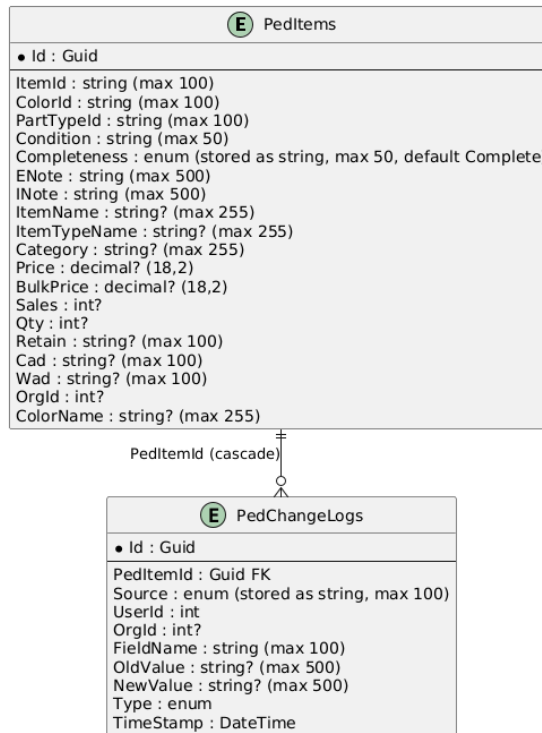 E PedItems
Id : Guid
ItemId : string (max 100)
ColorId : string (max 100)
PartTypeId : string (max 100)
Condition : string (max 50)
Completeness : enum (stored as string, max 50, default Complete
ENote : string (max 500)
INote : string (max 500)
ItemName : string? (max 255)
ItemTypeName : string? (max 255)
Category : string? (max 255)
Price : decimal? (18,2)
BulkPrice : decimal? (18,2)
Sales : int?
Qty : int?
Retain : string? (max 100)
Cad : string? (max 100)
Wad : string? (max 100)
OrgId : int?
ColorName : string? (max 255)
PedItemId (cascade)
E PedChangeLogs
Id : Guid
PedItemId : Guid FK
Source : enum (stored as string, max 100)
UserId : int
OrgId : int?
FieldName : string (max 100)
OldValue : string? (max 500)
NewValue : string? (max 500)
Type : enum
TimeStamp : DateTime